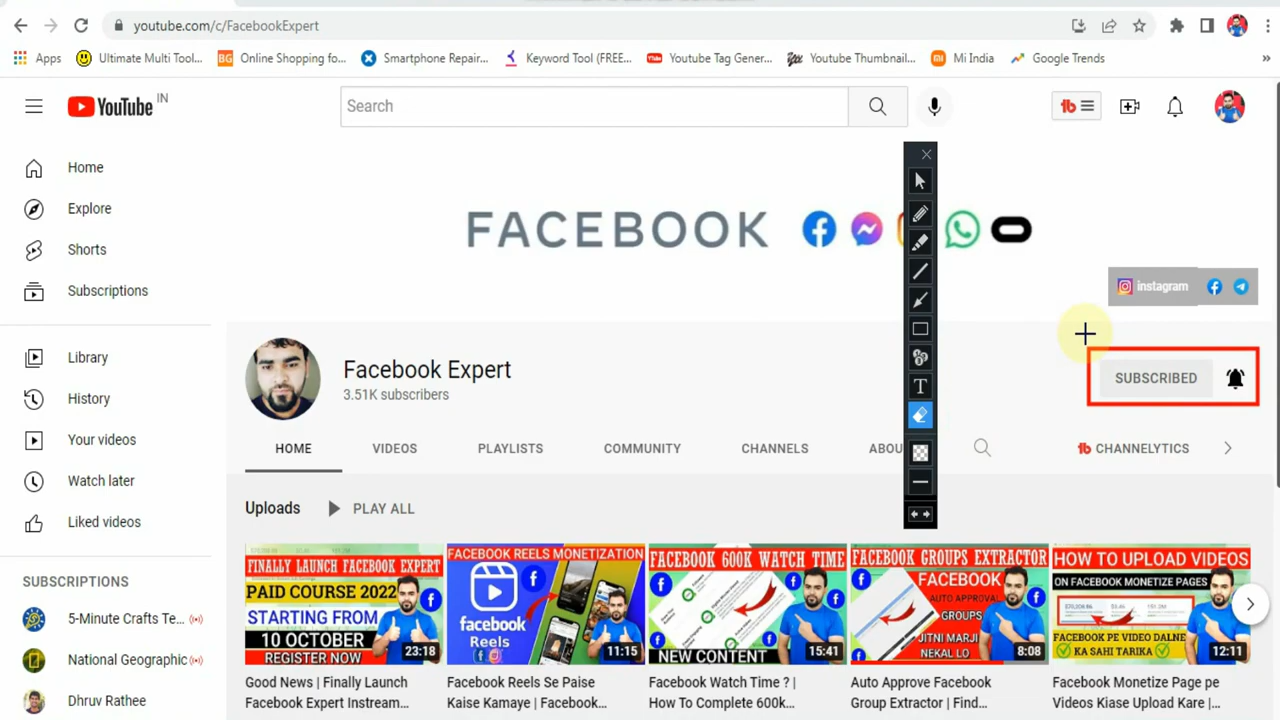 youtube.com/c/FacebookExpert
Apps
Ultimate Multi Tool...
Online Shopping fo...
Smartphone Repair...
Keyword Tool (FREE...
Youtube Tag Gener...
Youtube Thumbnail...
Mi India
Google Trends
»
YouTube IN
Search
Home
Explore
Shorts
Subscriptions
Library
History
Your videos
Watch later
Liked videos
SUBSCRIPTIONS
5-Minute Crafts Te...
National Geographic
Dhruv Rathee
FACEBOOK
instagram
Facebook Expert
3.51K subscribers
SUBSCRIBED
HOME
VIDEOS
PLAYLISTS
COMMUNITY
CHANNELS
ABOU
CHANNELYTICS
T
Uploads
PLAY ALL
FINALLY LAUNCH FACEBOOK EXPERT
PAID COURSE 2022
STARTING FROM
10 OCTOBER
REGISTER NOW
23:18
Good News | Finally Launch
Facebook Expert Instream...
FACEBOOK REELS MONETIZATION
facebook
Reels
11:15
Facebook Reels Se Paise
Kaise Kamaye | Facebook...
FACEBOOK 600K WATCH TIME
NEW CONTENT
15:41
Facebook Watch Time ? |
How To Complete 600k...
FACEBOOK GROUPS EXTRACTOR
FACEBOOK
AUTO APPROVAL
GROUPS
JITNI MARJI
NEKAL LO
8:08
Auto Approve Facebook
Group Extractor | Find...
HOW TO UPLOAD VIDEOS
ON FACEBOOK MONETIZE PAGES
FACEBOOK PE VIDEO DALNE
KA SAHI TARIKA
12:11
Facebook Monetize Page pe
Videos Kiase Upload Kare |...